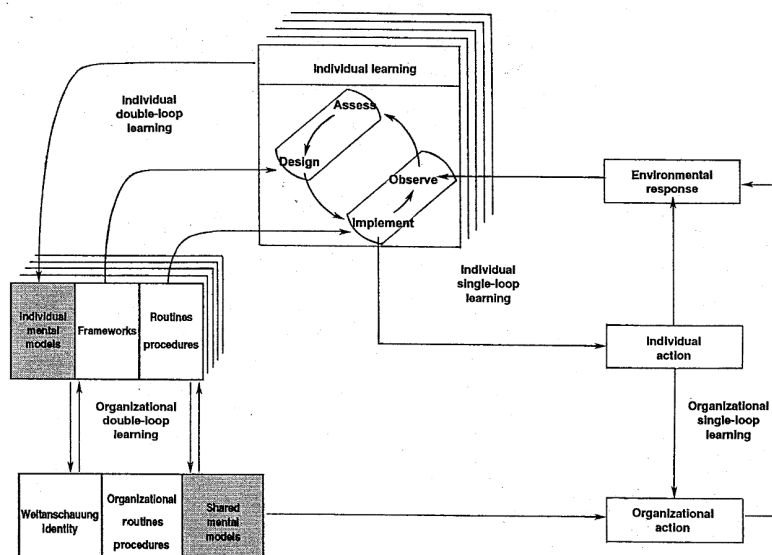 Individual learning
Individual
double-loop
learning
Assess
Design
Observe
Implement
Environmental
response
Individual
single-loop
learning
Individual
mental
models
Frameworks
Routines
procedures
Individual
action
Organizational
double-loop
learning
Organizational
single-loop
learning
Weltanschauung
Identity
Organizational
routines
procedures
Shared
mental
models
Organizational
action